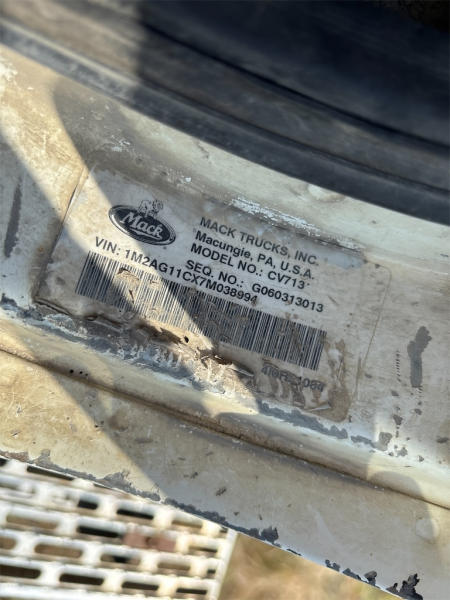 Mack
MACK TRUCKS, INC.
Macungie, PA, U.S.A.
MODEL NO.: CV713
SEQ. NO.: G060313013
VIN: 1M2AG11CX7M038994